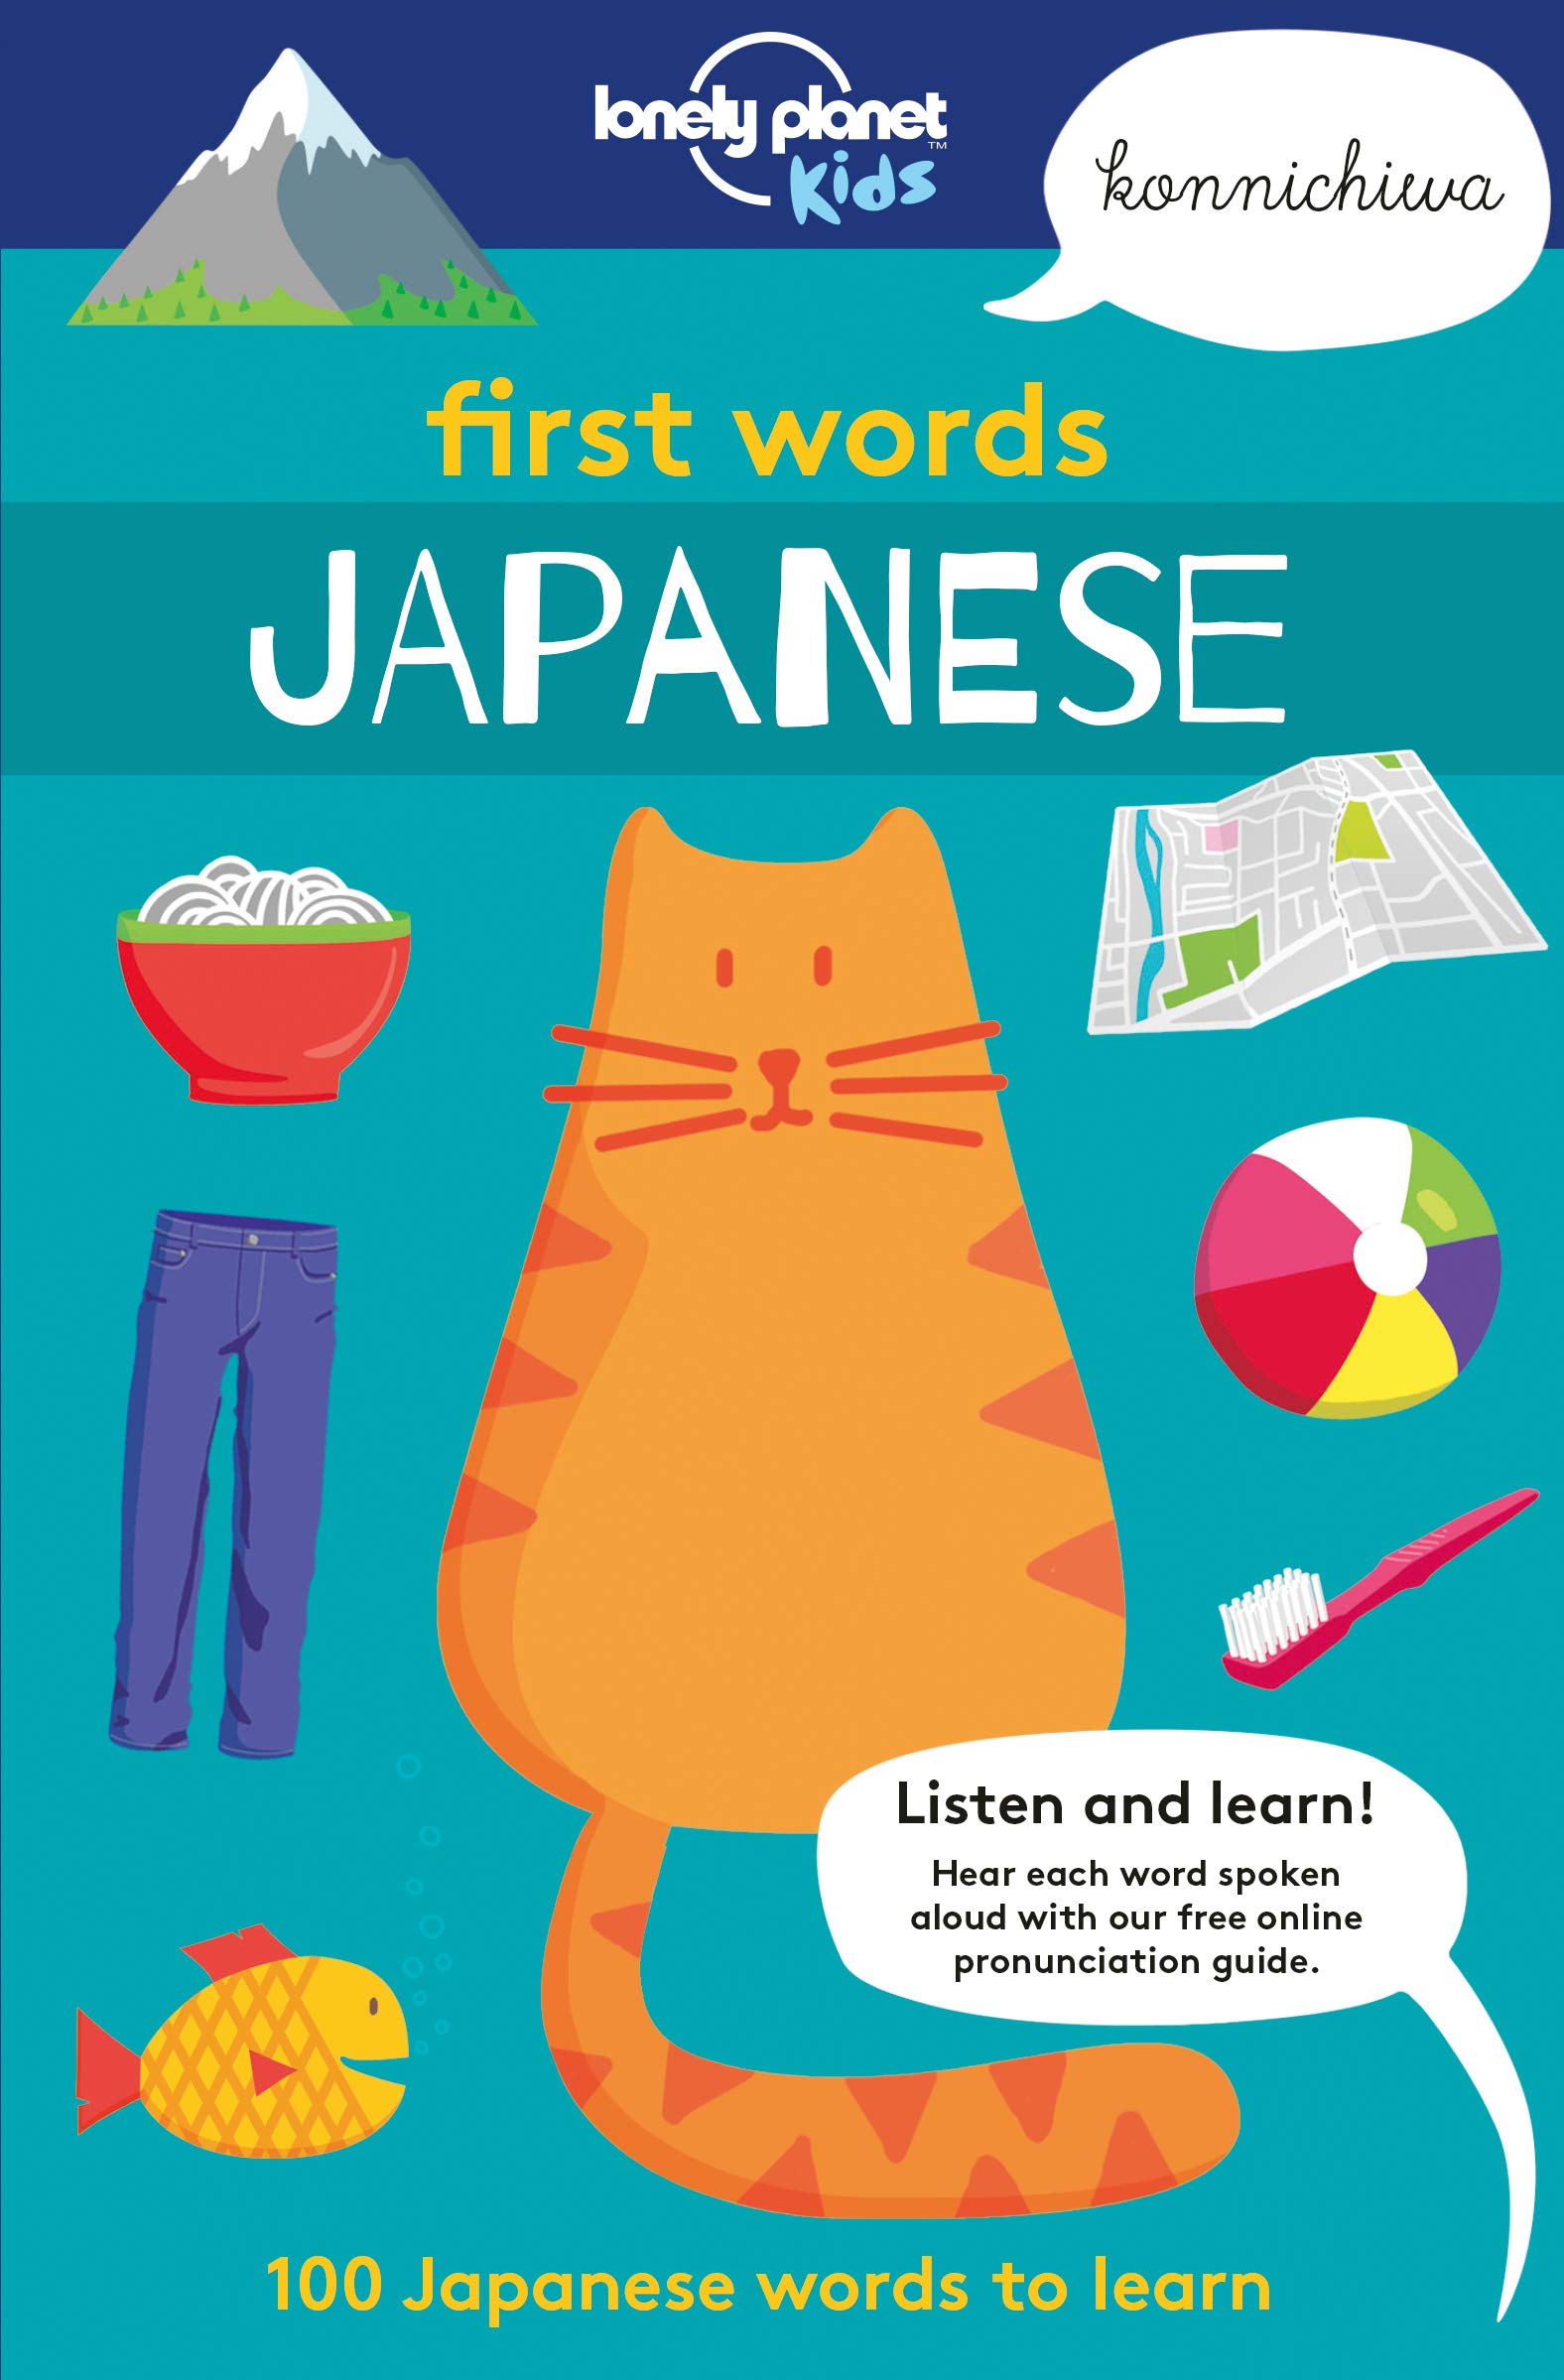 lonely planet™
kids
konnichiwa
first words
JAPANESE
Listen and learn!
Hear each word spoken
aloud with our free online
pronunciation guide.
100 Japanese words to learn